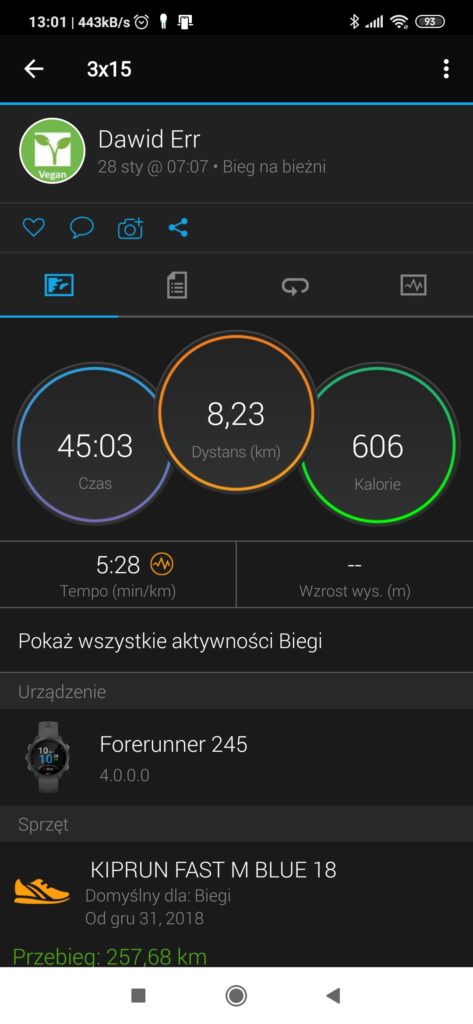 13:01 | 443kB/s
93
3x15
Dawid Err
28 sty @ 07:07 • Bieg na bieżni
Vegan
45:03
Czas
8,23
Dystans (km)
606
Kalorie
5:28
Tempo (min/km)
--
Wzrost wys. (m)
Pokaż wszystkie aktywności Biegi
Urządzenie
Forerunner 245
4.0.0.0
Sprzęt
KIPRUN FAST M BLUE 18
Domyślny dla: Biegi
Od gru 31, 2018
Przebieg: 257,68 km